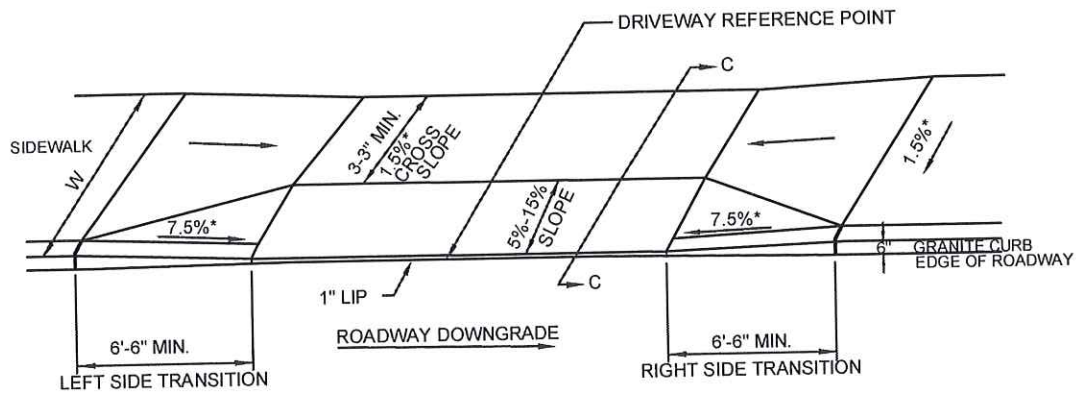 DRIVEWAY REFERENCE POINT
C
SIDEWALK
W
3-3" MIN.
1.5%*
CROSS
SLOPE
1.5%*
7.5%*
5%-15%
SLOPE
7.5%*
6"
GRANITE CURB
EDGE OF ROADWAY
1" LIP
C
ROADWAY DOWNGRADE
6'-6" MIN.
LEFT SIDE TRANSITION
6'-6" MIN.
RIGHT SIDE TRANSITION